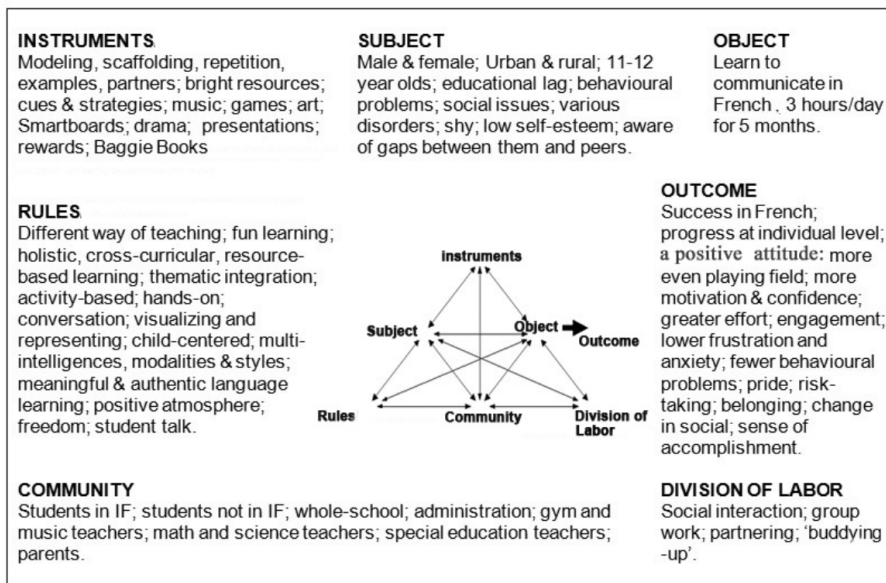 INSTRUMENTS
Modeling, scaffolding, repetition,
examples, partners; bright resources;
cues & strategies; music; games; art;
Smartboards; drama; presentations;
rewards; Baggie Books
SUBJECT
Male & female; Urban & rural; 11-12
year olds; educational lag; behavioural
problems; social issues; various
disorders; shy; low self-esteem; aware
of gaps between them and peers.
OBJECT
Learn to
communicate in
French , 3 hours/day
for 5 months.
RULES
Different way of teaching; fun learning;
holistic, cross-curricular, resource-
based learning; thematic integration;
activity-based; hands-on;
conversation; visualizing and
representing; child-centered; multi-
intelligences, modalities & styles;
meaningful & authentic language
learning; positive atmosphere;
freedom; student talk.
instruments
Subject
Object
Outcome
Rules
Community
Division of
Labor
OUTCOME
Success in French;
progress at individual level;
a positive attitude: more
even playing field; more
motivation & confidence;
greater effort; engagement;
lower frustration and
anxiety; fewer behavioural
problems; pride; risk-
taking; belonging; change
in social; sense of
accomplishment.
COMMUNITY
Students in IF; students not in IF; whole-school; administration; gym and
music teachers; math and science teachers; special education teachers;
parents.
DIVISION OF LABOR
Social interaction; group
work; partnering; ‘buddying
-up’.